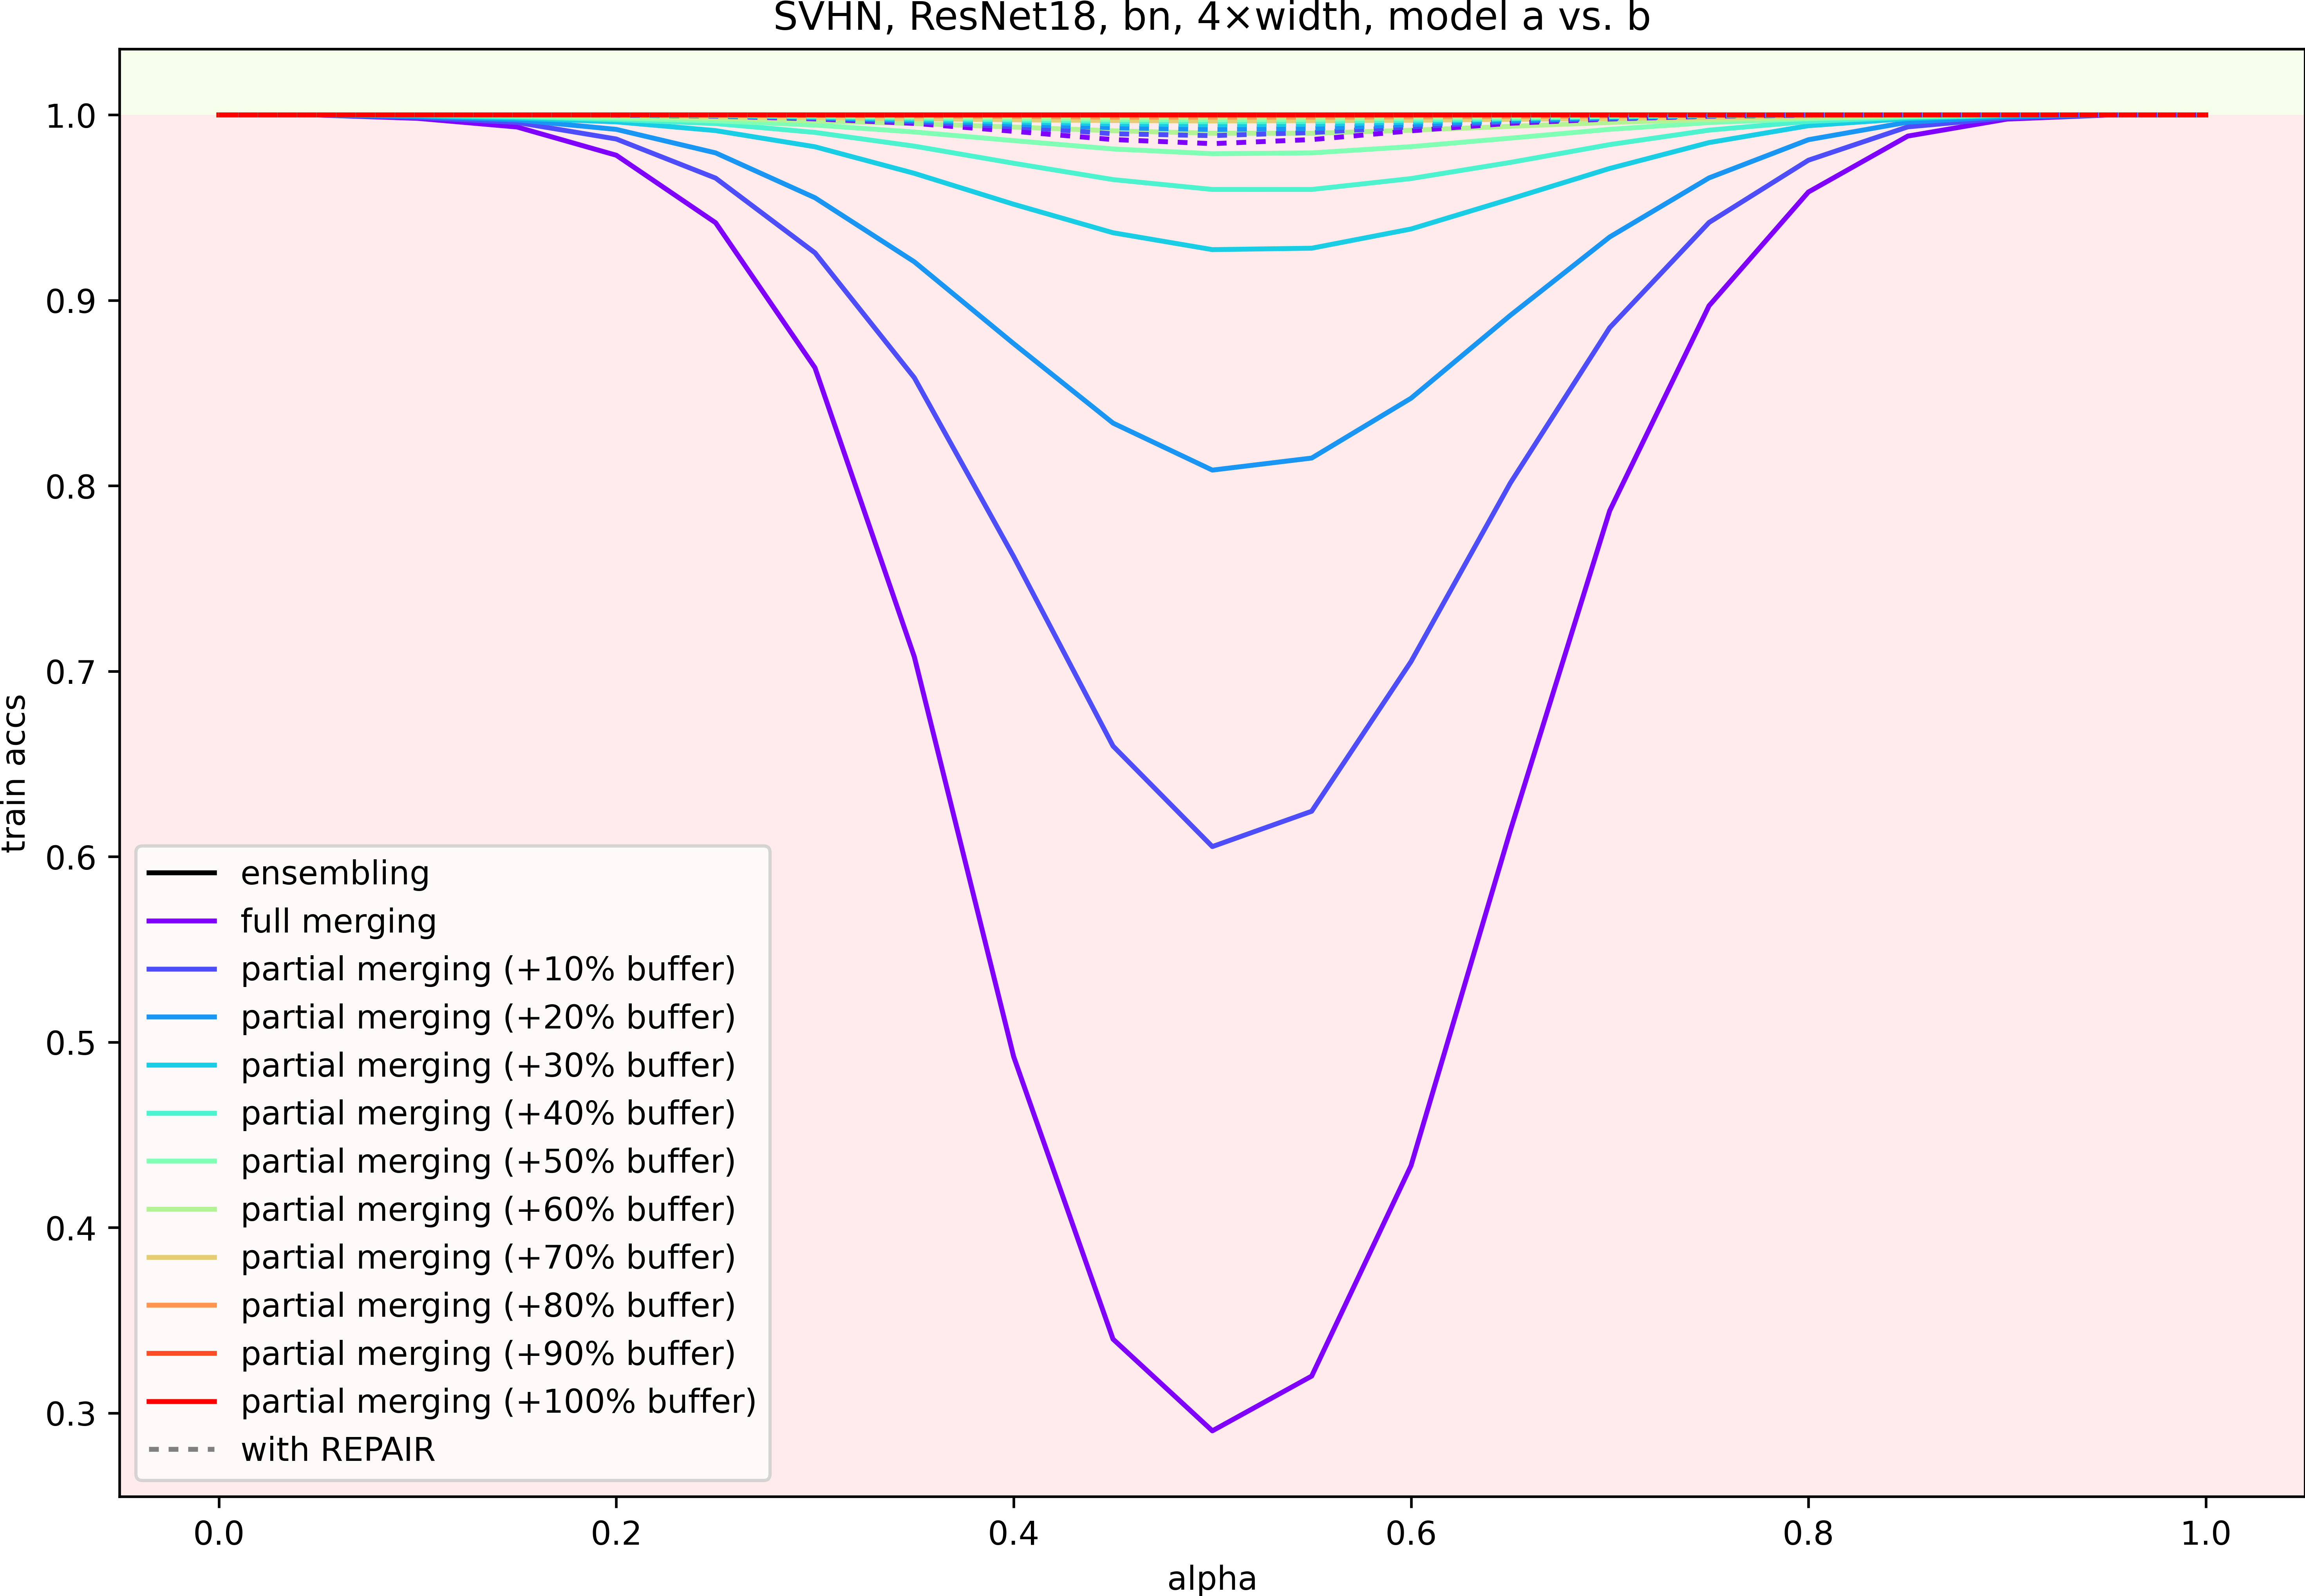 SVHN, ResNet18, bn, 4×width, model a vs. b
1.0
0.9
0.8
0.7
0.6
0.5
0.4
0.3
train accs
ensembling
full merging
partial merging (+10% buffer)
partial merging (+20% buffer)
partial merging (+30% buffer)
partial merging (+40% buffer)
partial merging (+50% buffer)
partial merging (+60% buffer)
partial merging (+70% buffer)
partial merging (+80% buffer)
partial merging (+90% buffer)
partial merging (+100% buffer)
with REPAIR
0.0 0.2 0.4 0.6 0.8 1.0
alpha